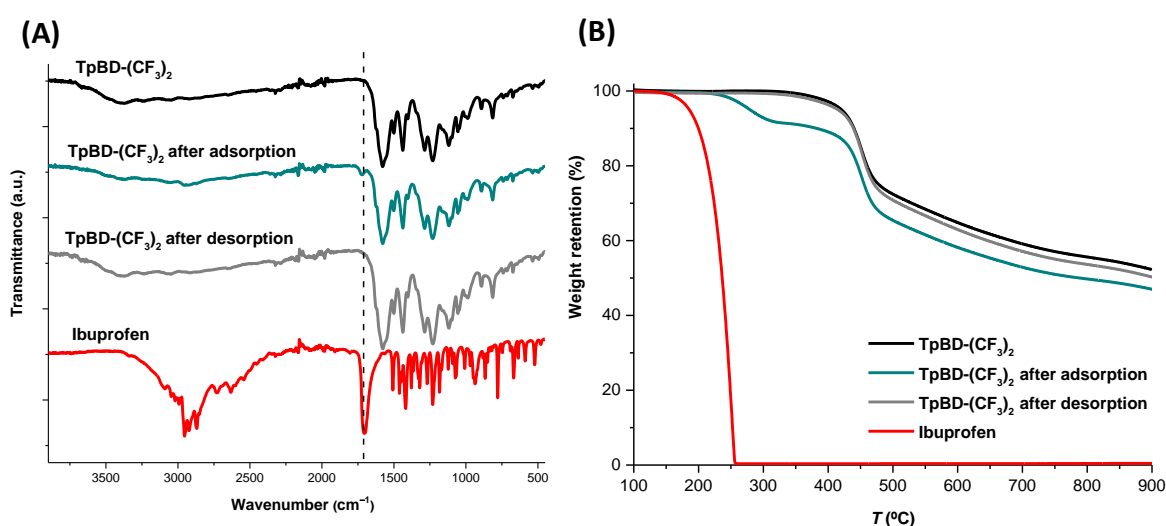 (A)
TpBD-(CF₃)₂
TpBD-(CF₃)₂ after adsorption
TpBD-(CF₃)₂ after desorption
Ibuprofen
Transmittance (a.u.)
3500 3000 2500 2000 1500 1000 500
Wavenumber (cm⁻¹)
(B)
100
80
60
40
20
0
Weight retention (%)
TpBD-(CF₃)₂
TpBD-(CF₃)₂ after adsorption
TpBD-(CF₃)₂ after desorption
Ibuprofen
100 200 300 400 500 600 700 800 900
T (ºC)